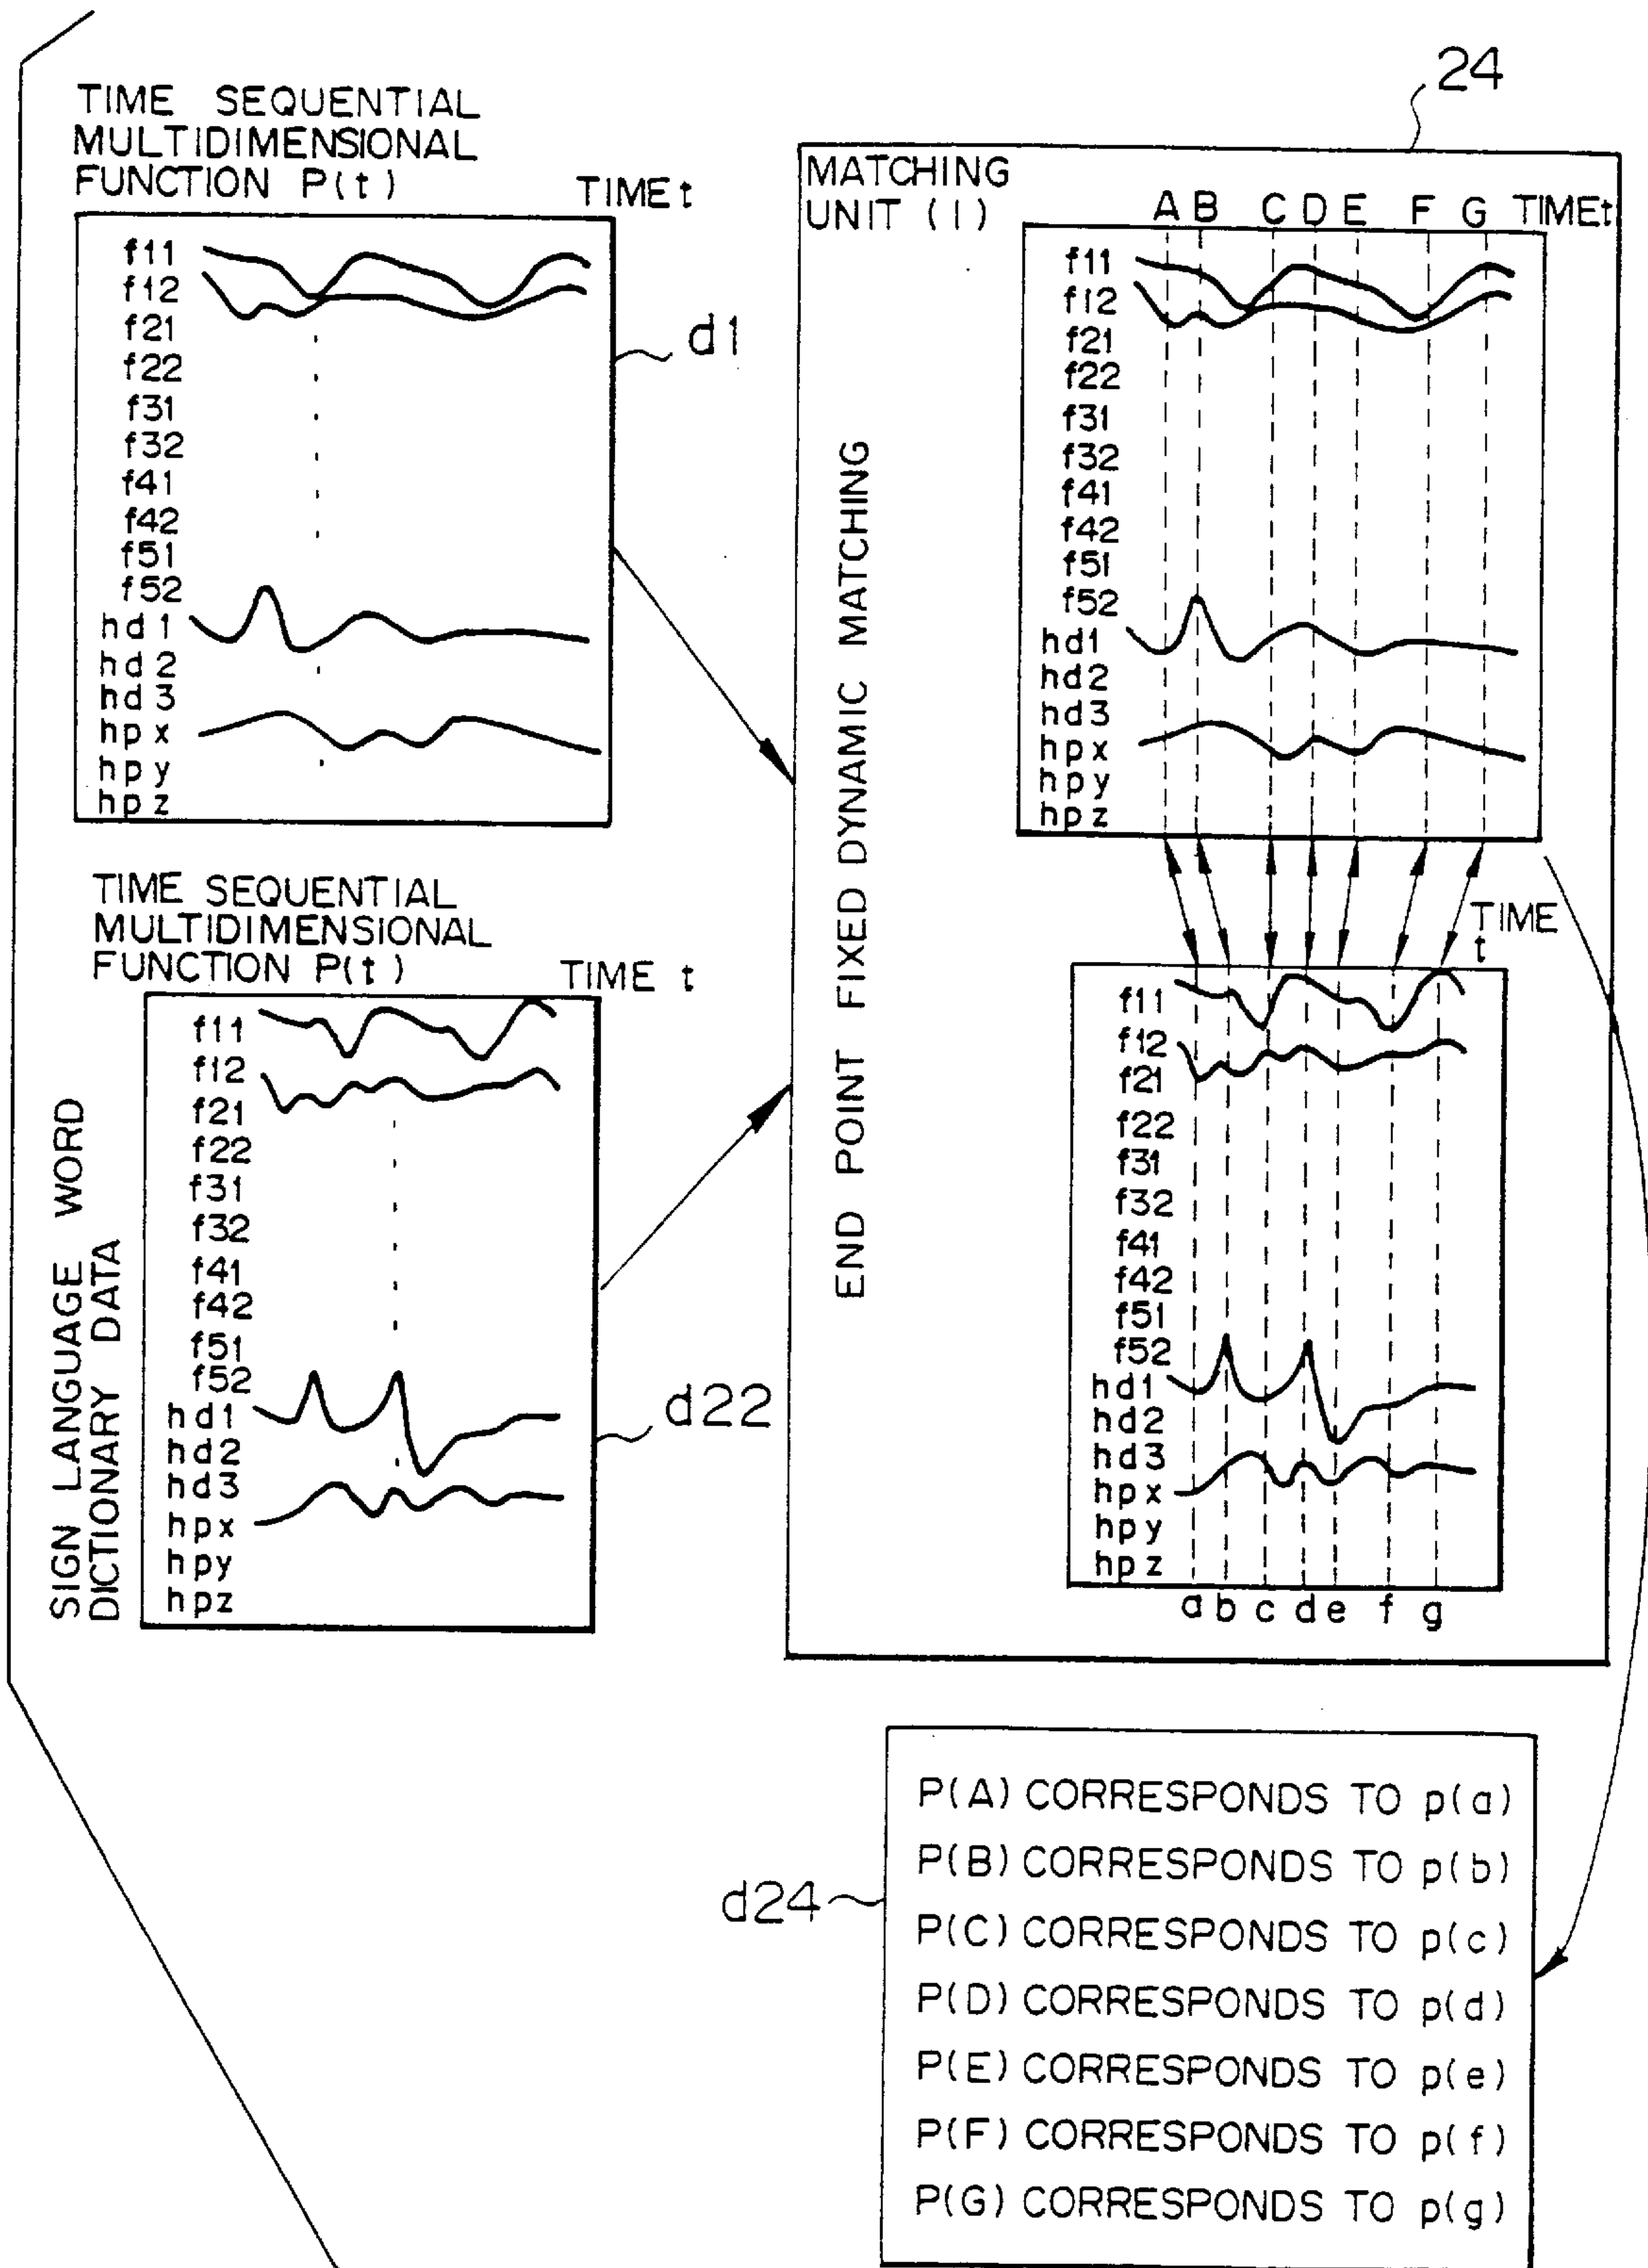 TIME SEQUENTIAL
MULTIDIMENSIONAL
FUNCTION P(t)
TIME t
f11
f12
f21
f22
f31
f32
f41
f42
f51
f52
hd1
hd2
hd3
hpx
hpy
hpz
d1
TIME SEQUENTIAL
MULTIDIMENSIONAL
FUNCTION P(t)
TIME t
SIGN LANGUAGE WORD
DICTIONARY DATA
f11
f12
f21
f22
f31
f32
f41
f42
f51
f52
hd1
hd2
hd3
hpx
hpy
hpz
d22
24
MATCHING
UNIT (I)
END POINT FIXED DYNAMIC MATCHING
A B C D E F G TIMEt
f11
f12
f21
f22
f31
f32
f41
f42
f51
f52
hd1
hd2
hd3
hpx
hpy
hpz
TIME
t
f11
f12
f21
f22
f31
f32
f41
f42
f51
f52
hd1
hd2
hd3
hpx
hpy
hpz
a b c d e f g
d24
P(A) CORRESPONDS TO p(a)
P(B) CORRESPONDS TO p(b)
P(C) CORRESPONDS TO p(c)
P(D) CORRESPONDS TO p(d)
P(E) CORRESPONDS TO p(e)
P(F) CORRESPONDS TO p(f)
P(G) CORRESPONDS TO p(g)